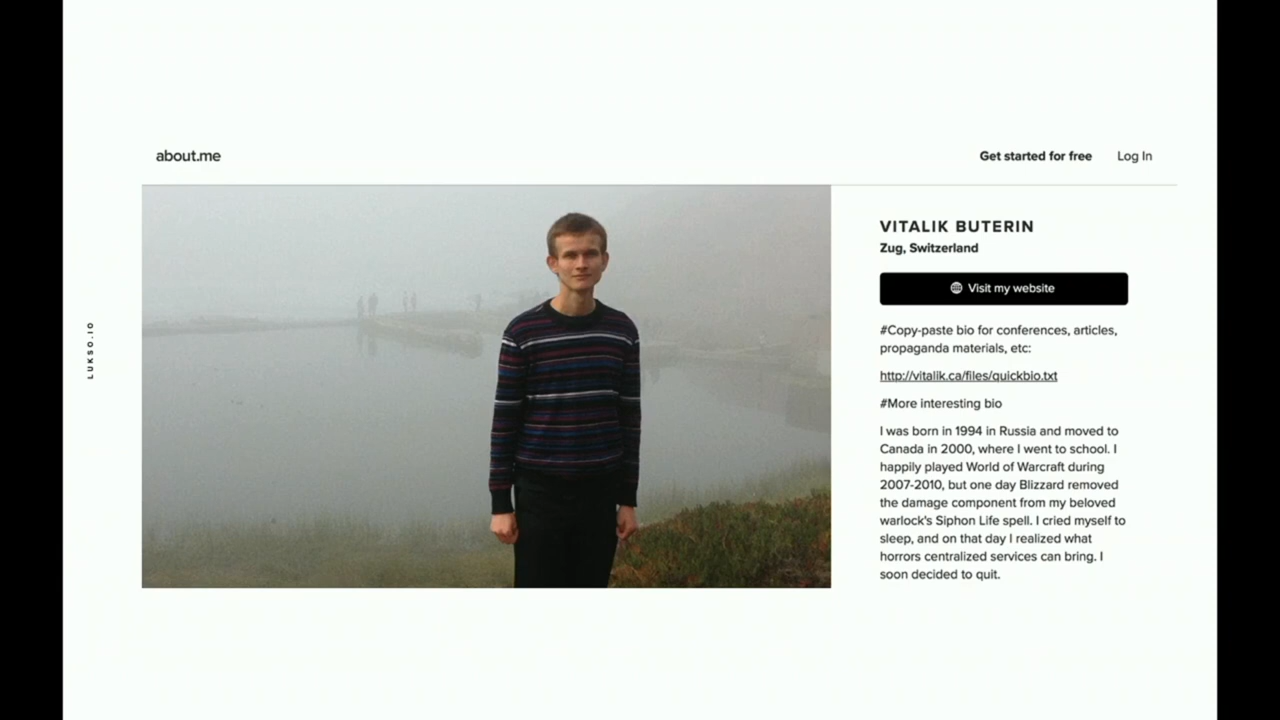 about.me
Get started for free
Log In
LUKSO.IO
VITALIK BUTERIN
Zug, Switzerland
Visit my website
#Copy-paste bio for conferences, articles,
propaganda materials, etc:
http://vitalik.ca/files/quickbio.txt
#More interesting bio
I was born in 1994 in Russia and moved to
Canada in 2000, where I went to school. I
happily played World of Warcraft during
2007-2010, but one day Blizzard removed
the damage component from my beloved
warlock's Siphon Life spell. I cried myself to
sleep, and on that day I realized what
horrors centralized services can bring. I
soon decided to quit.